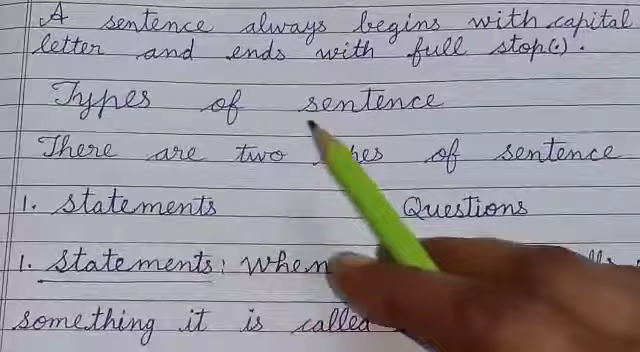 A sentence always begins with capital
letter and ends with full stop(.).
Types of sentence
There are two of sentence
1. Statements Questions
1. Statements: When
something it is called